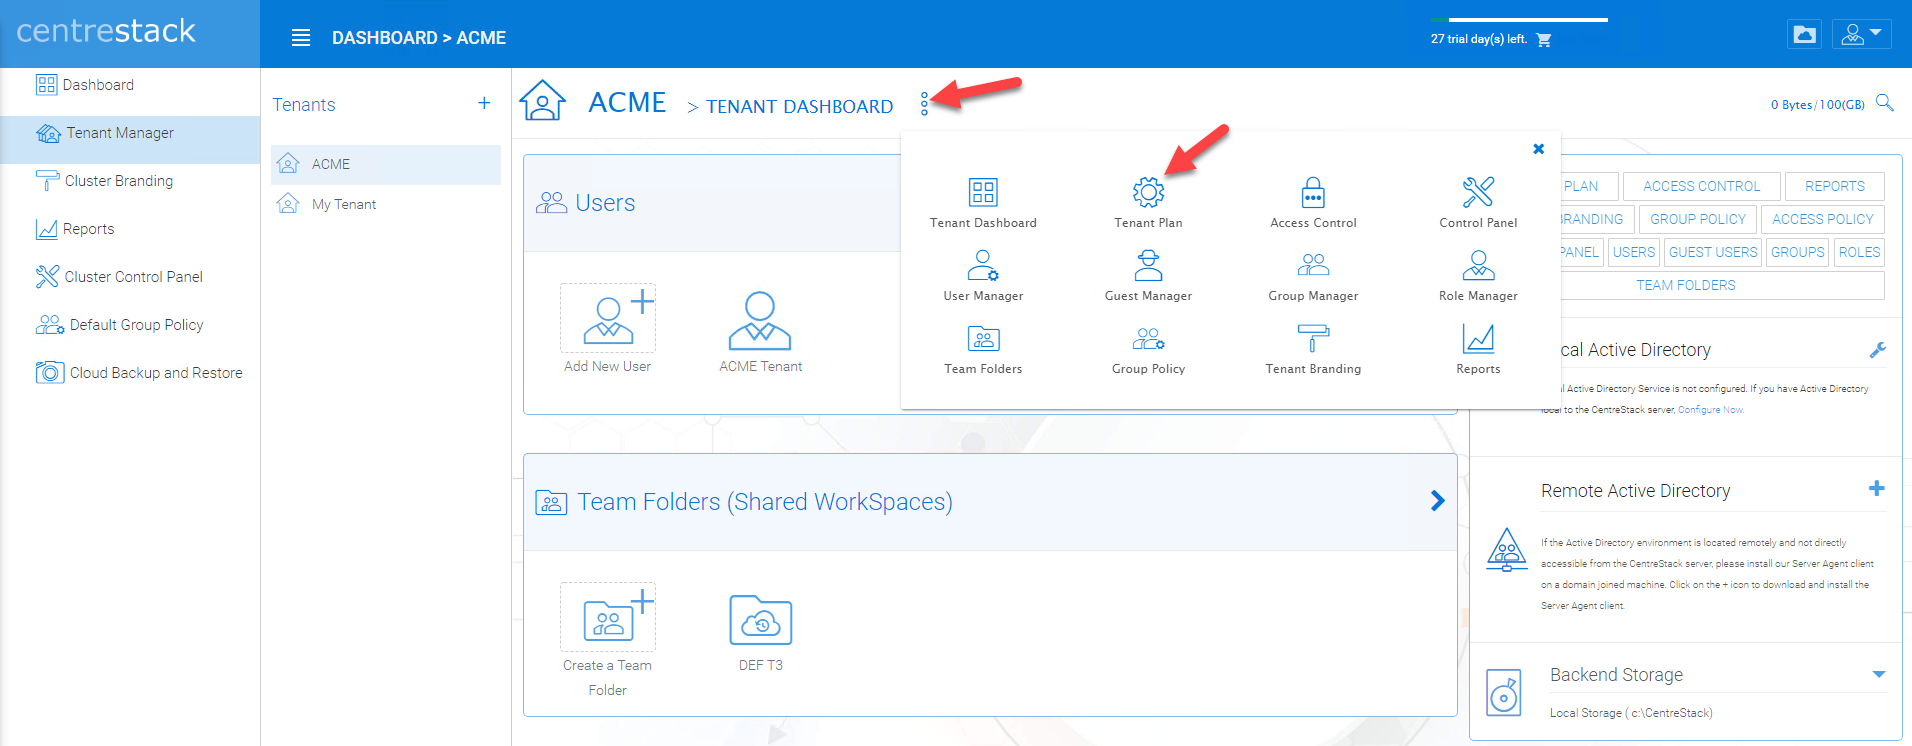 centrestack
DASHBOARD > ACME
27 trial day(s) left.
Dashboard
Tenant Manager
Cluster Branding
Reports
Cluster Control Panel
Default Group Policy
Cloud Backup and Restore
Tenants
ACME
My Tenant
ACME > TENANT DASHBOARD
0 Bytes/100(GB)
Users
Add New User
ACME Tenant
Tenant Dashboard
Tenant Plan
Access Control
Control Panel
User Manager
Guest Manager
Group Manager
Role Manager
Team Folders
Group Policy
Tenant Branding
Reports
PLAN
ACCESS CONTROL
REPORTS
BRANDING
GROUP POLICY
ACCESS POLICY
PANEL
USERS
GUEST USERS
GROUPS
ROLES
TEAM FOLDERS
cal Active Directory
l Active Directory Service is not configured. If you have Active Directory
local to the CentreStack server, Configure Now.
Team Folders (Shared WorkSpaces)
Create a Team
Folder
DEF T3
Remote Active Directory
If the Active Directory environment is located remotely and not directly
accessible from the CentreStack server, please install our Server Agent client
on a domain joined machine. Click on the + icon to download and install the
Server Agent client.
Backend Storage
Local Storage ( c:\CentreStack)